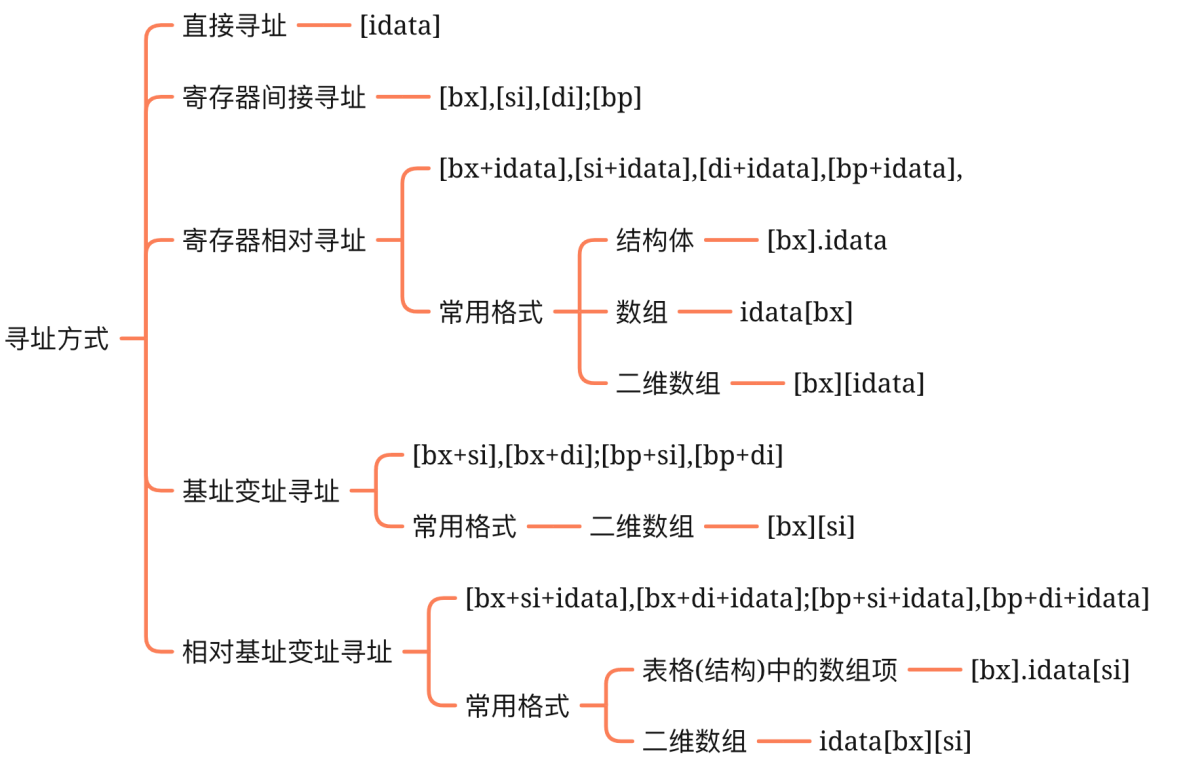 直接寻址 [idata]
寄存器间接寻址 [bx],[si],[di];[bp]
[bx+idata],[si+idata],[di+idata],[bp+idata],
寄存器相对寻址
结构体 [bx].idata
常用格式
数组 idata[bx]
二维数组 [bx][idata]
寻址方式
[bx+si],[bx+di];[bp+si],[bp+di]
基址变址寻址
常用格式 二维数组 [bx][si]
[bx+si+idata],[bx+di+idata];[bp+si+idata],[bp+di+idata]
相对基址变址寻址
表格(结构)中的数组项 [bx].idata[si]
常用格式
二维数组 idata[bx][si]